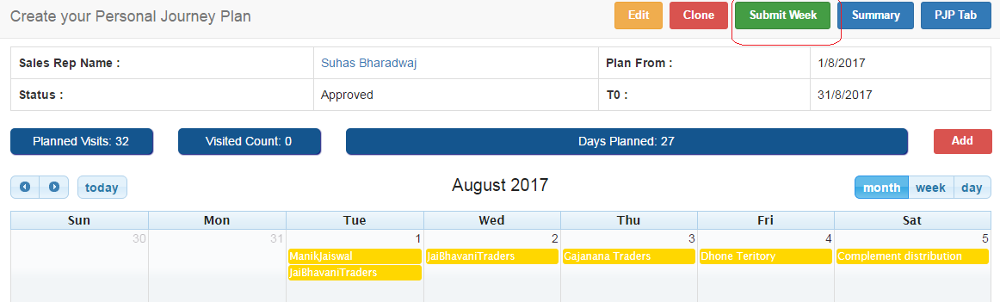 Create your Personal Journey Plan Edit Clone Submit Week Summary PJP Tab
Sales Rep Name : Suhas Bharadwaj Plan From : 1/8/2017
Status : Approved T0 : 31/8/2017
Planned Visits: 32 Visited Count: 0 Days Planned: 27 Add
today August 2017 month week day
Sun Mon Tue Wed Thu Fri Sat
30 31 1 2 3 4 5
ManikJaiswal JaiBhavaniTraders Gajanana Traders Dhone Teritory Complement distribution
JaiBhavaniTraders